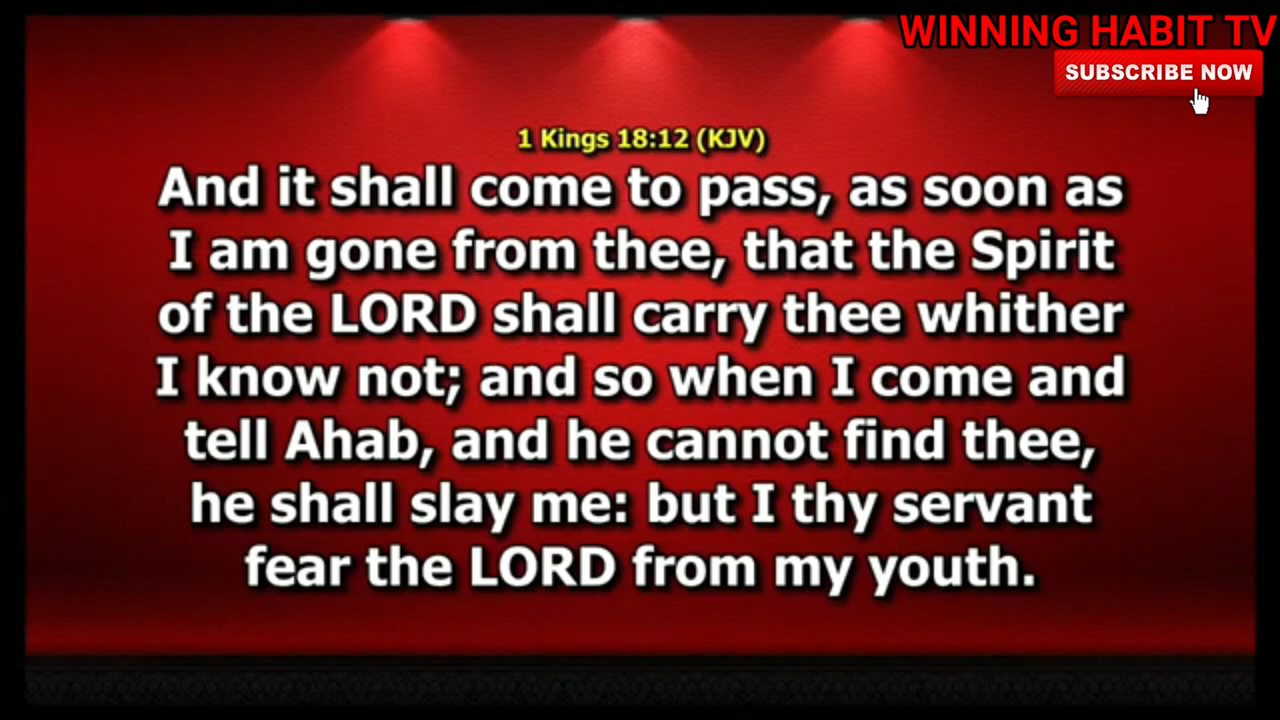 WINNING HABIT TV
SUBSCRIBE NOW
1 Kings 18:12 (KJV)
And it shall come to pass, as soon as
I am gone from thee, that the Spirit
of the LORD shall carry thee whither
I know not; and so when I come and
tell Ahab, and he cannot find thee,
he shall slay me: but I thy servant
fear the LORD from my youth.